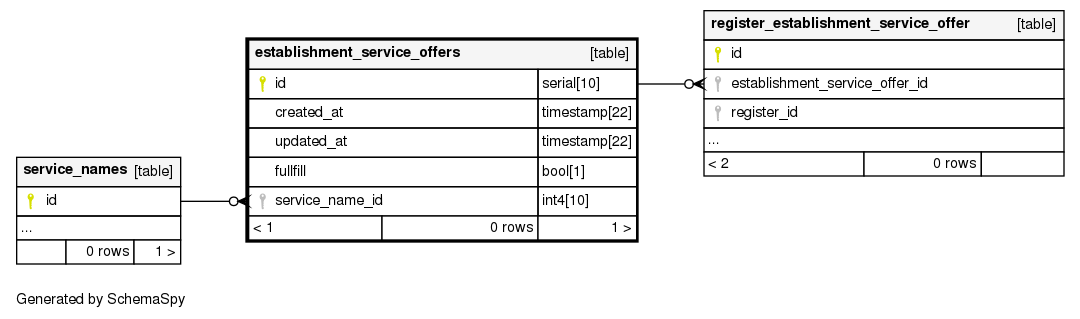 service_names [table]
id
...
0 rows 1 >
establishment_service_offers [table]
id serial[10]
created_at timestamp[22]
updated_at timestamp[22]
fullfill bool[1]
service_name_id int4[10]
< 1 0 rows 1 >
register_establishment_service_offer [table]
id
establishment_service_offer_id
register_id
...
< 2 0 rows
Generated by SchemaSpy